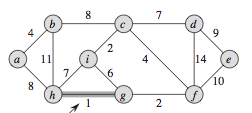 b 8 c 7 d
4 2 9
a 11 i 4 14 e
8 7 6 10
h 1 g 2 f